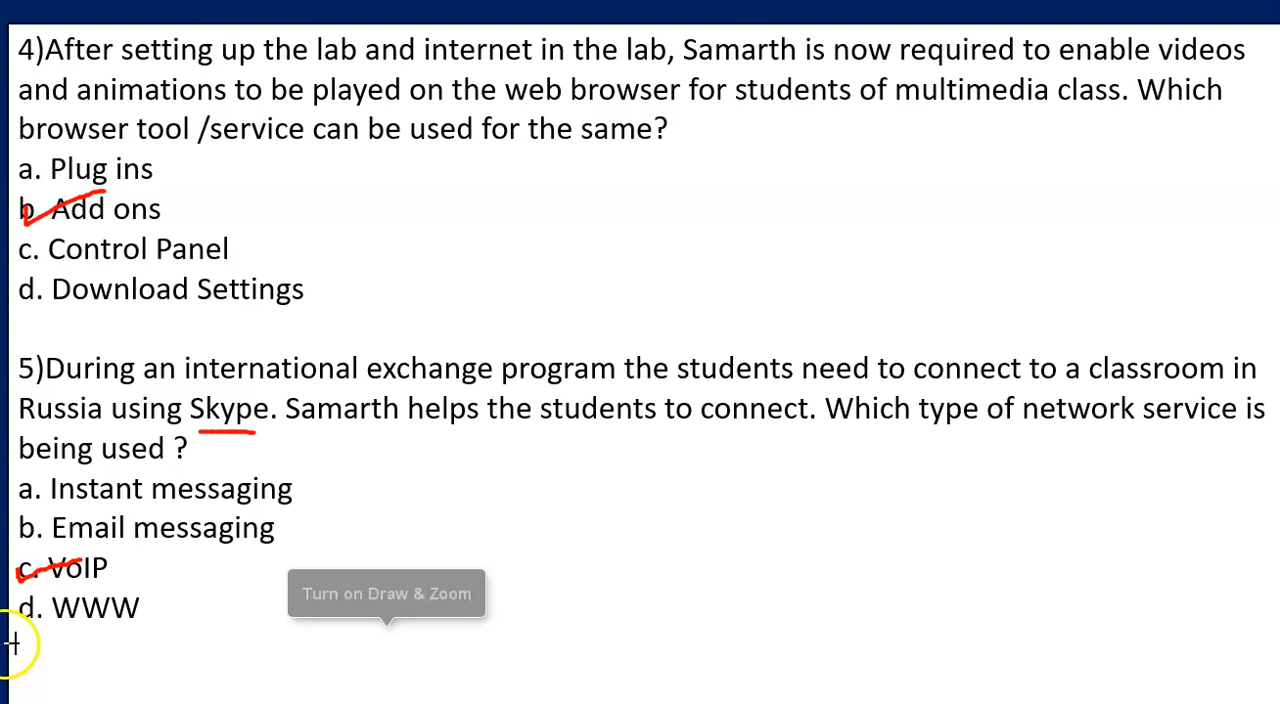 4)After setting up the lab and internet in the lab, Samarth is now required to enable videos
and animations to be played on the web browser for students of multimedia class. Which
browser tool /service can be used for the same?
a. Plug ins
b. Add ons
c. Control Panel
d. Download Settings
5)During an international exchange program the students need to connect to a classroom in
Russia using Skype. Samarth helps the students to connect. Which type of network service is
being used ?
a. Instant messaging
b. Email messaging
c. VoIP
Turn on Draw & Zoom
d. WWW